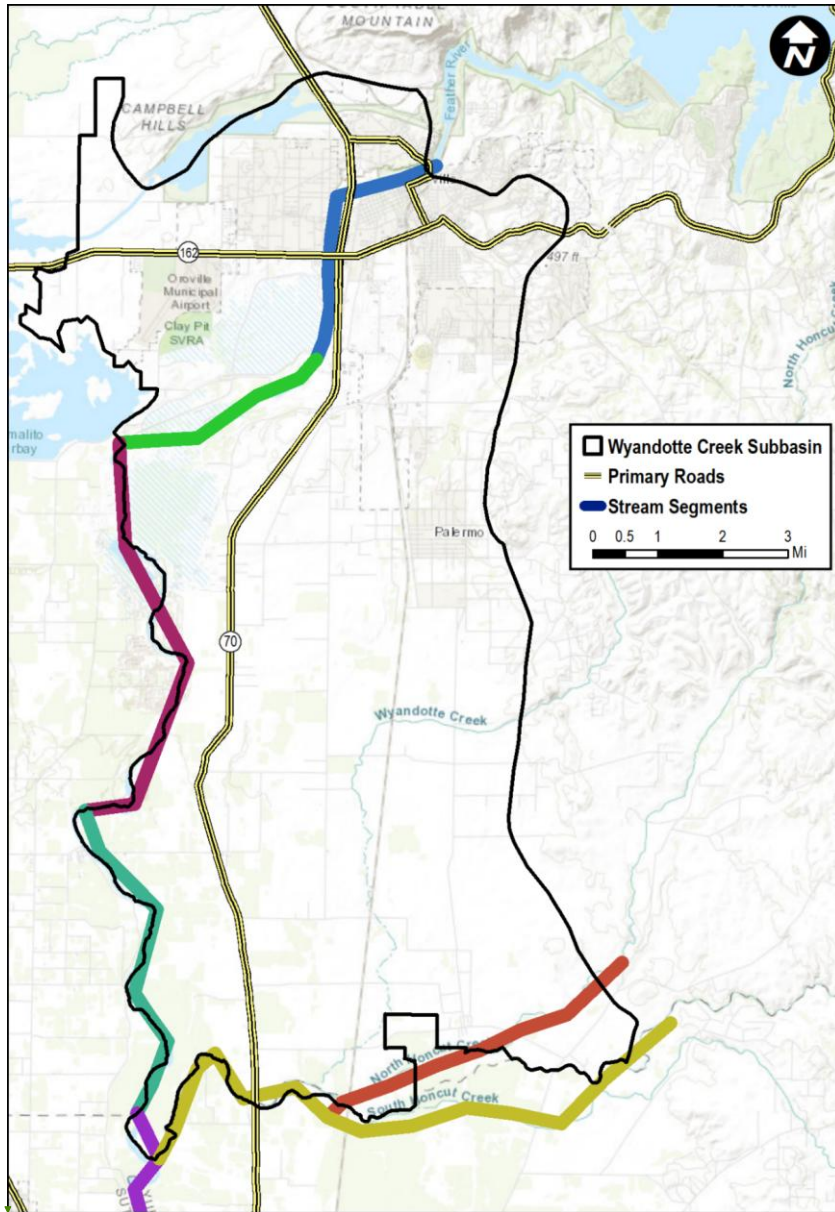 MOUNTAIN
N
CAMPBELL
HILLS
Feather River
162
497 ft
Oroville
Municipal
Airport
Clay Pit
SVRA
North Honcut Creek
Wyandotte Creek Subbasin
Primary Roads
Stream Segments
0 0.5 1 2 3
Mi
Palermo
70
Wyandotte Creek
North Honcut Cre
South Honcut Creek